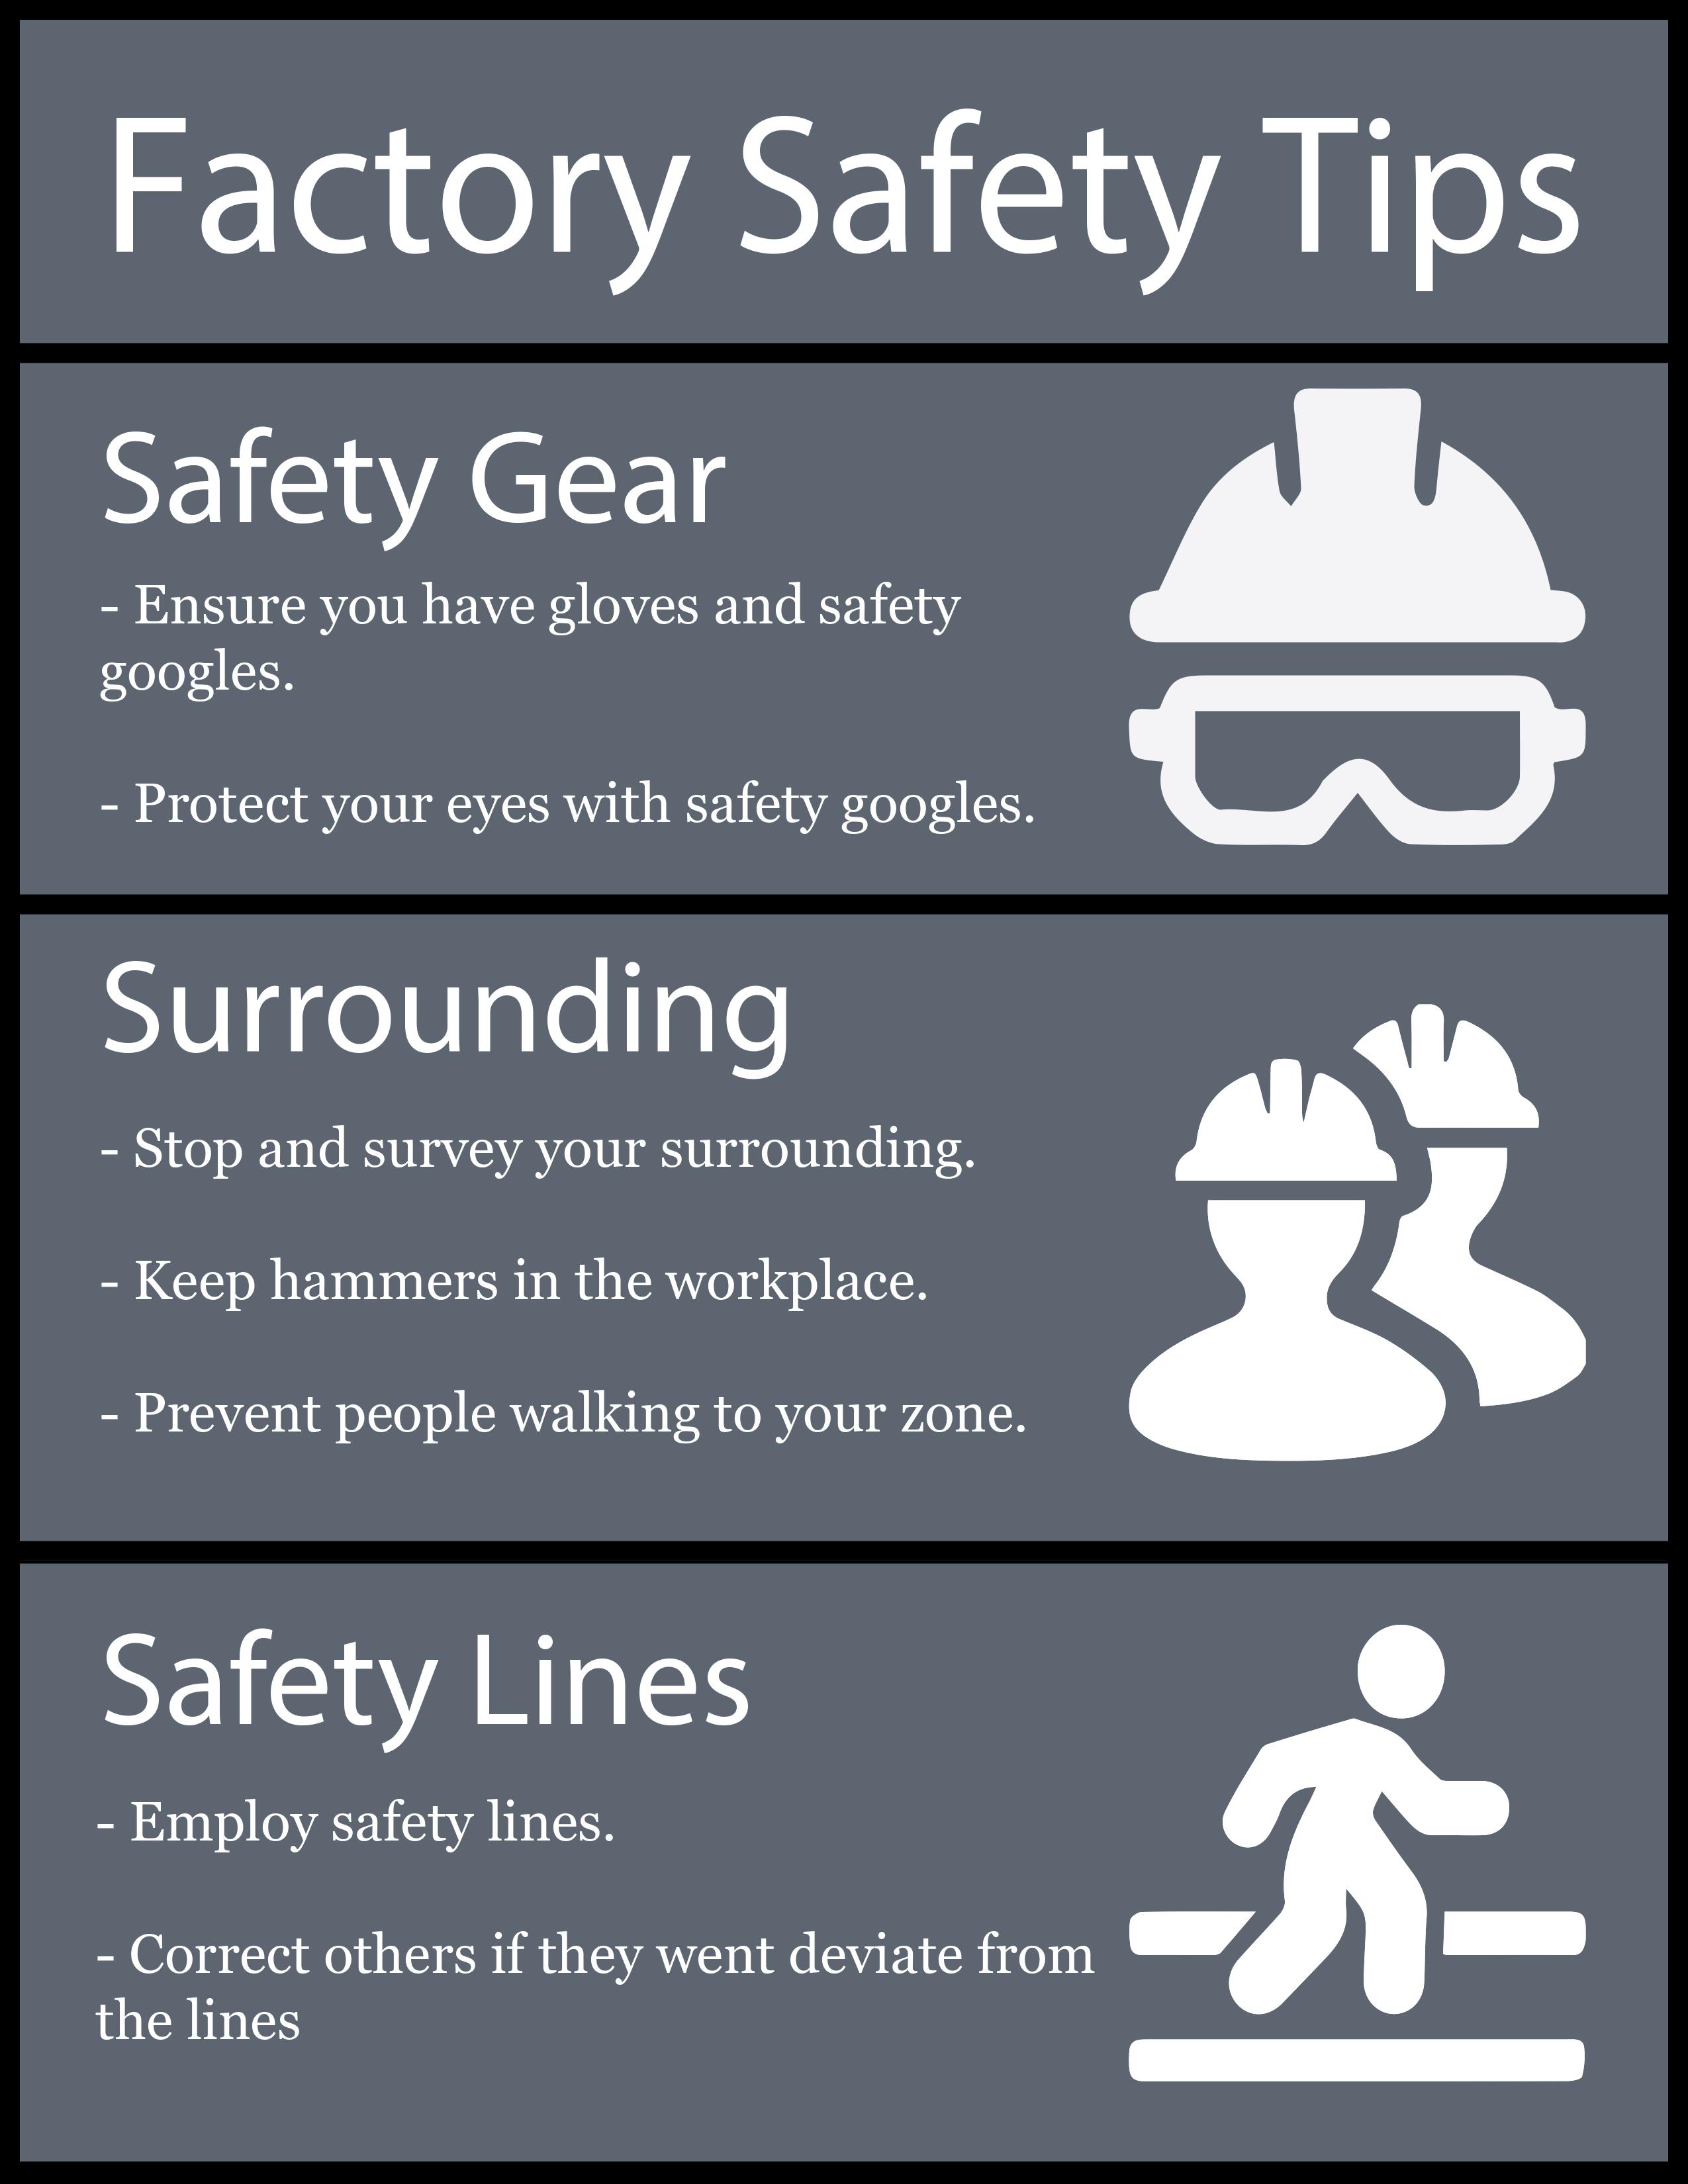 Factory Safety Tips
Safety Gear
- Ensure you have gloves and safety
googles.
- Protect your eyes with safety googles.
Surrounding
- Stop and survey your surrounding.
- Keep hammers in the workplace.
- Prevent people walking to your zone.
Safety Lines
- Employ safety lines.
- Correct others if they went deviate from
the lines